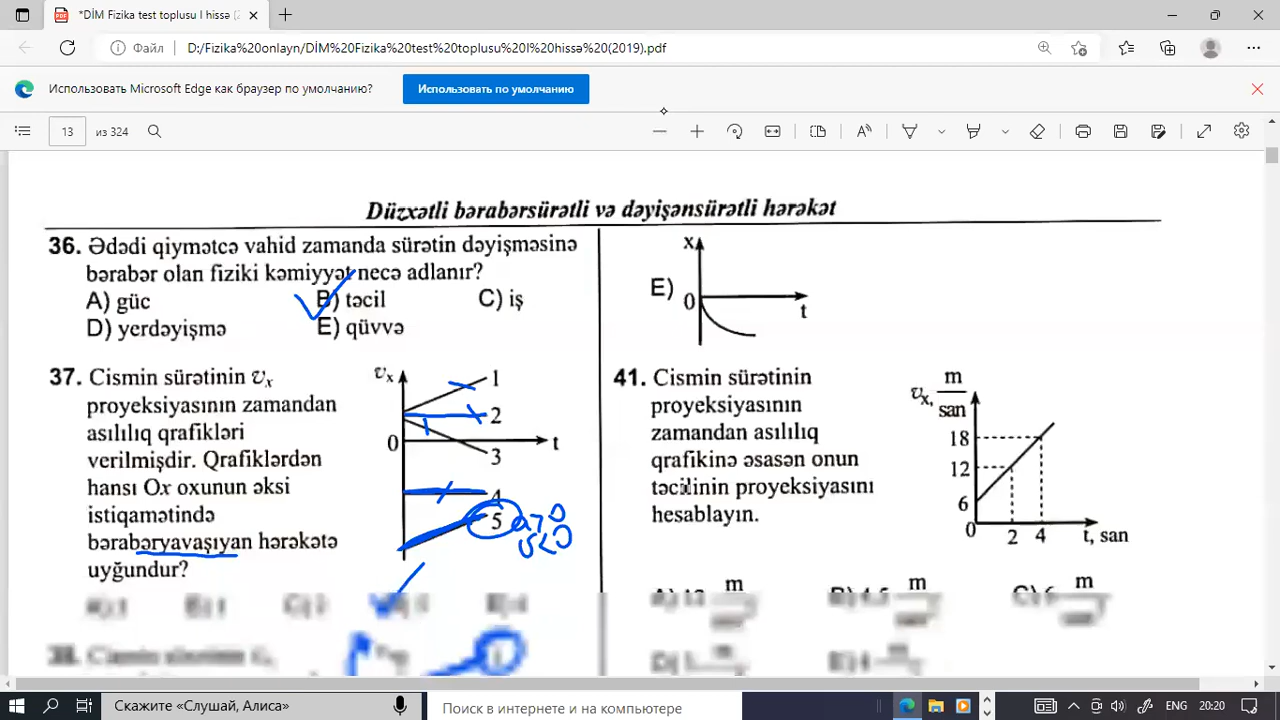 *DİM Fizika test toplusu I hissə (2
Файл
D:/Fizika%20onlayn/DİM%20Fizika%20test%20toplusu%20I%20hissə%20(2019).pdf
Использовать Microsoft Edge как браузер по умолчанию?
Использовать по умолчанию
13 из 324
Düzxətli bərabərsürətli və dəyişənsürətli hərəkət
36. Ədədi qiymətcə vahid zamanda sürətin dəyişməsinə
bərabər olan fiziki kəmiyyət necə adlanır?
A) güc B) təcil C) iş
D) yerdəyişmə E) qüvvə
37. Cismin sürətinin υx
proyeksiyasının zamandan
asılılıq qrafikləri
verilmişdir. Qrafiklərdən
hansı Ox oxunun əksi
istiqamətində
bərabəryavaşıyan hərəkətə
uyğundur?
υx
1
2
0
t
3
4
5 a>0
υ<0
E)
x
0
t
41. Cismin sürətinin
proyeksiyasının
zamandan asılılıq
qrafikinə əsasən onun
təcilinin proyeksiyasını
hesablayın.
υx, m/san
18
12
6
0
2 4 t, san
Скажите «Слушай, Алиса»
Поиск в интернете и на компьютере
ENG
20:20